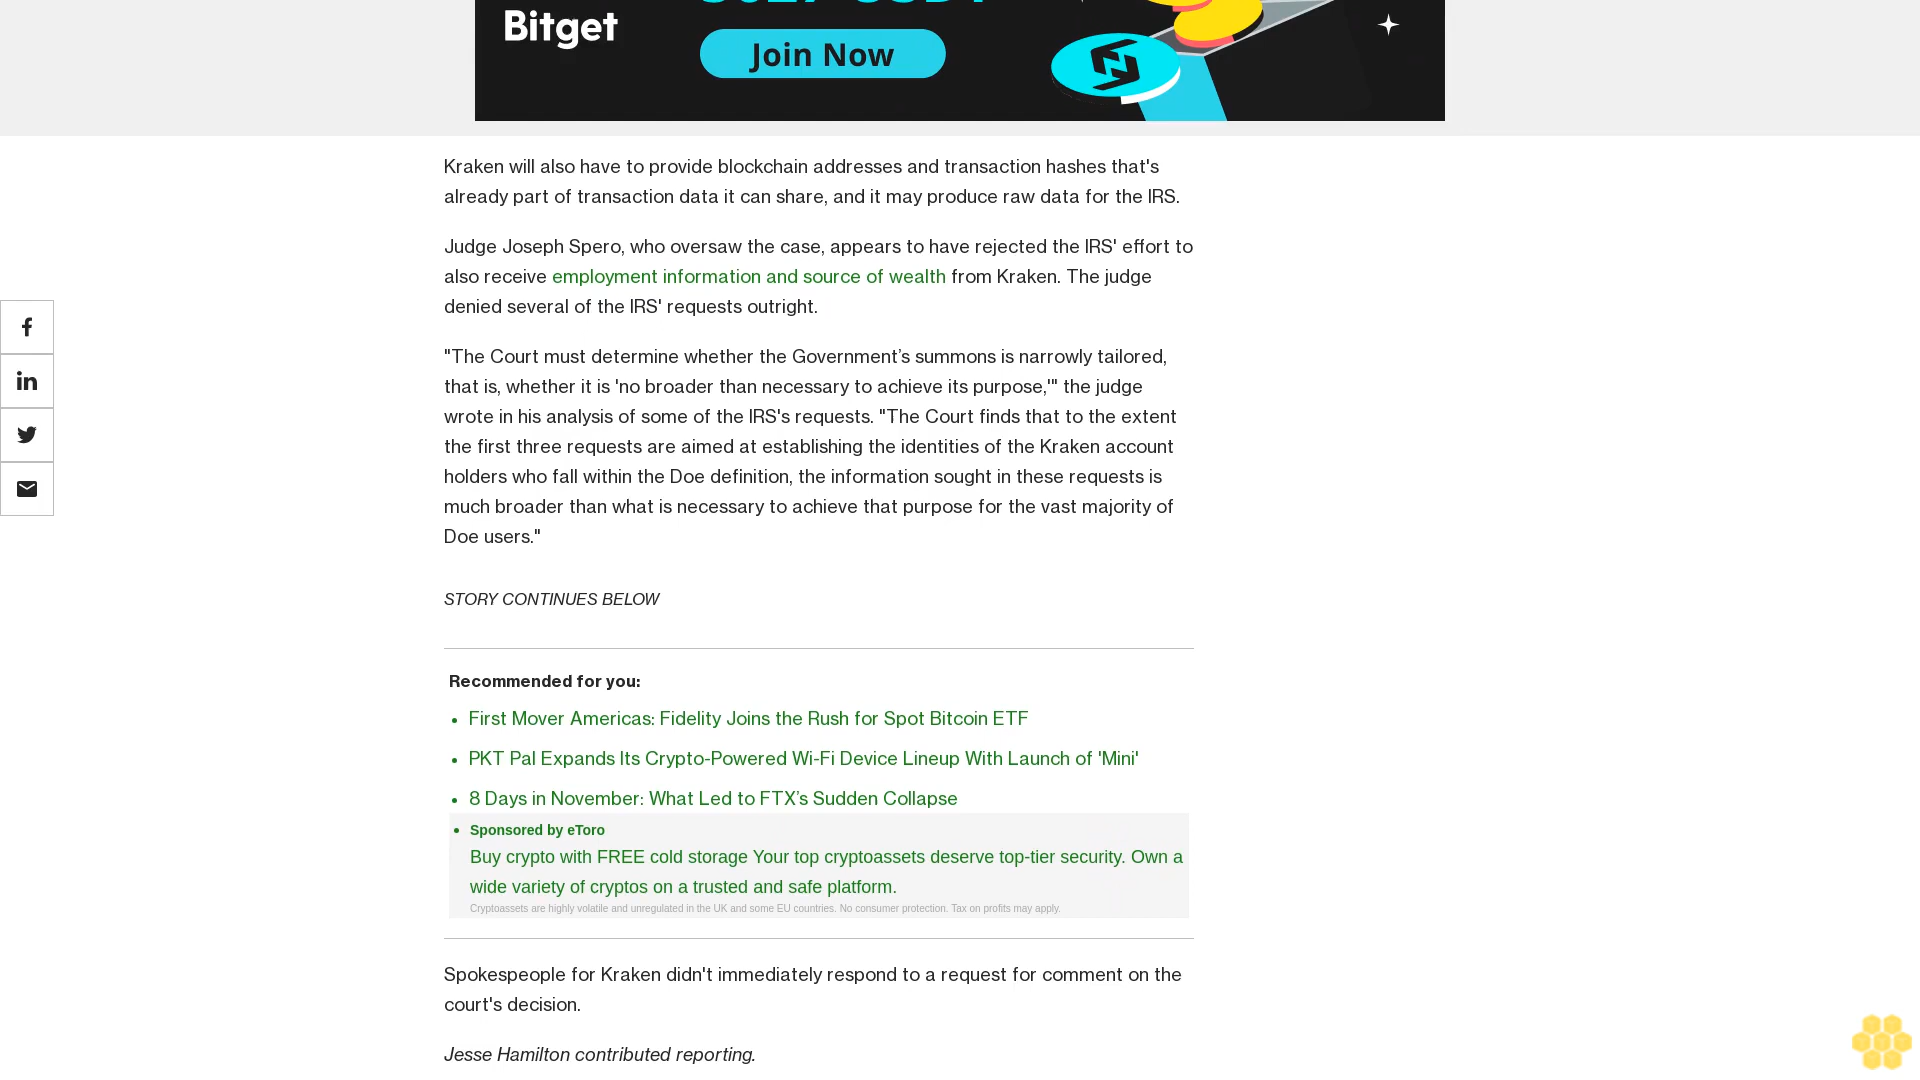 Bitget
Join Now
Kraken will also have to provide blockchain addresses and transaction hashes that's
already part of transaction data it can share, and it may produce raw data for the IRS.
Judge Joseph Spero, who oversaw the case, appears to have rejected the IRS' effort to
also receive employment information and source of wealth from Kraken. The judge
denied several of the IRS' requests outright.
"The Court must determine whether the Government’s summons is narrowly tailored,
that is, whether it is 'no broader than necessary to achieve its purpose,'" the judge
wrote in his analysis of some of the IRS's requests. "The Court finds that to the extent
the first three requests are aimed at establishing the identities of the Kraken account
holders who fall within the Doe definition, the information sought in these requests is
much broader than what is necessary to achieve that purpose for the vast majority of
Doe users."
STORY CONTINUES BELOW
Recommended for you:
First Mover Americas: Fidelity Joins the Rush for Spot Bitcoin ETF
PKT Pal Expands Its Crypto-Powered Wi-Fi Device Lineup With Launch of 'Mini'
8 Days in November: What Led to FTX’s Sudden Collapse
Sponsored by eToro
Buy crypto with FREE cold storage Your top cryptoassets deserve top-tier security. Own a
wide variety of cryptos on a trusted and safe platform.
Cryptoassets are highly volatile and unregulated in the UK and some EU countries. No consumer protection. Tax on profits may apply.
Spokespeople for Kraken didn't immediately respond to a request for comment on the
court's decision.
Jesse Hamilton contributed reporting.